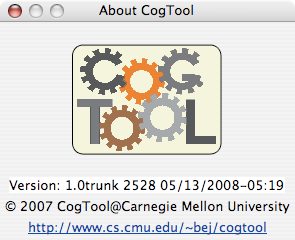 About CogTool
COG
TOOL
Version: 1.0trunk 2528 05/13/2008-05:19
© 2007 CogTool@Carnegie Mellon University
http://www.cs.cmu.edu/~bej/cogtool